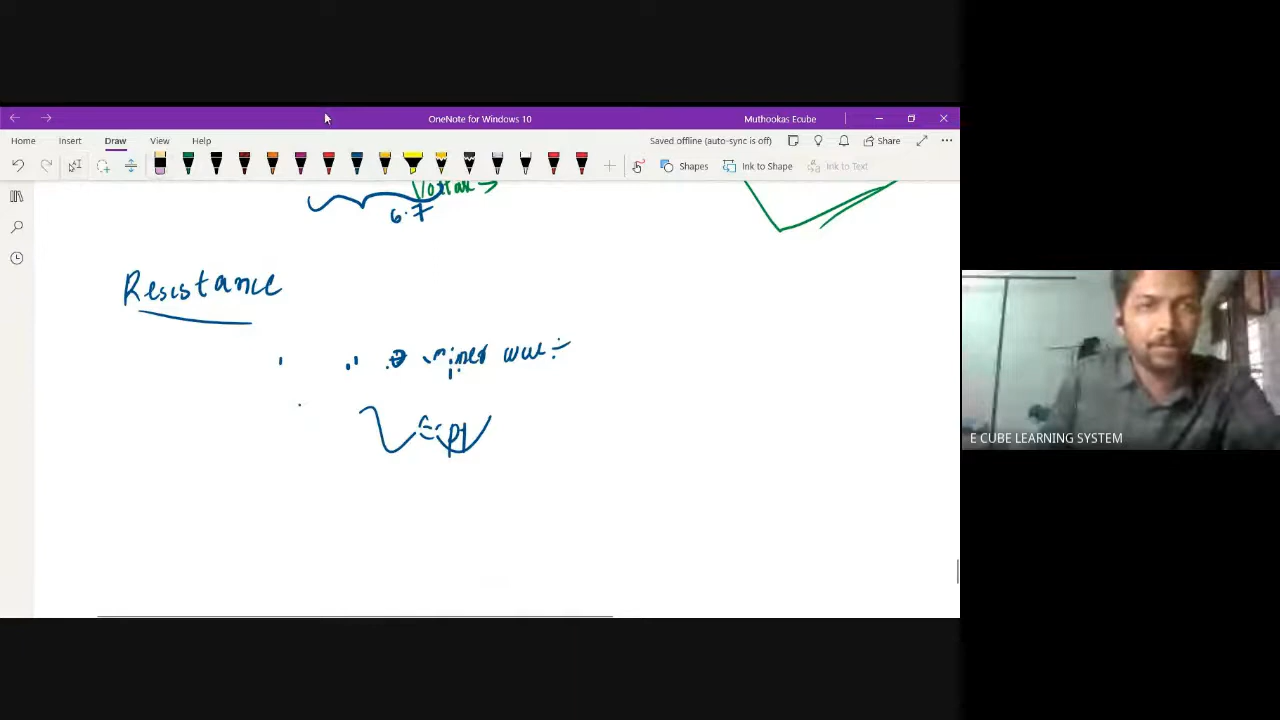 OneNote for Windows 10
Muthookas Ecube
Home Insert Draw View Help
Saved offline (auto-sync is off)
Share
Shapes Ink to Shape Ink to Text
6.7
Resistance
E CUBE LEARNING SYSTEM